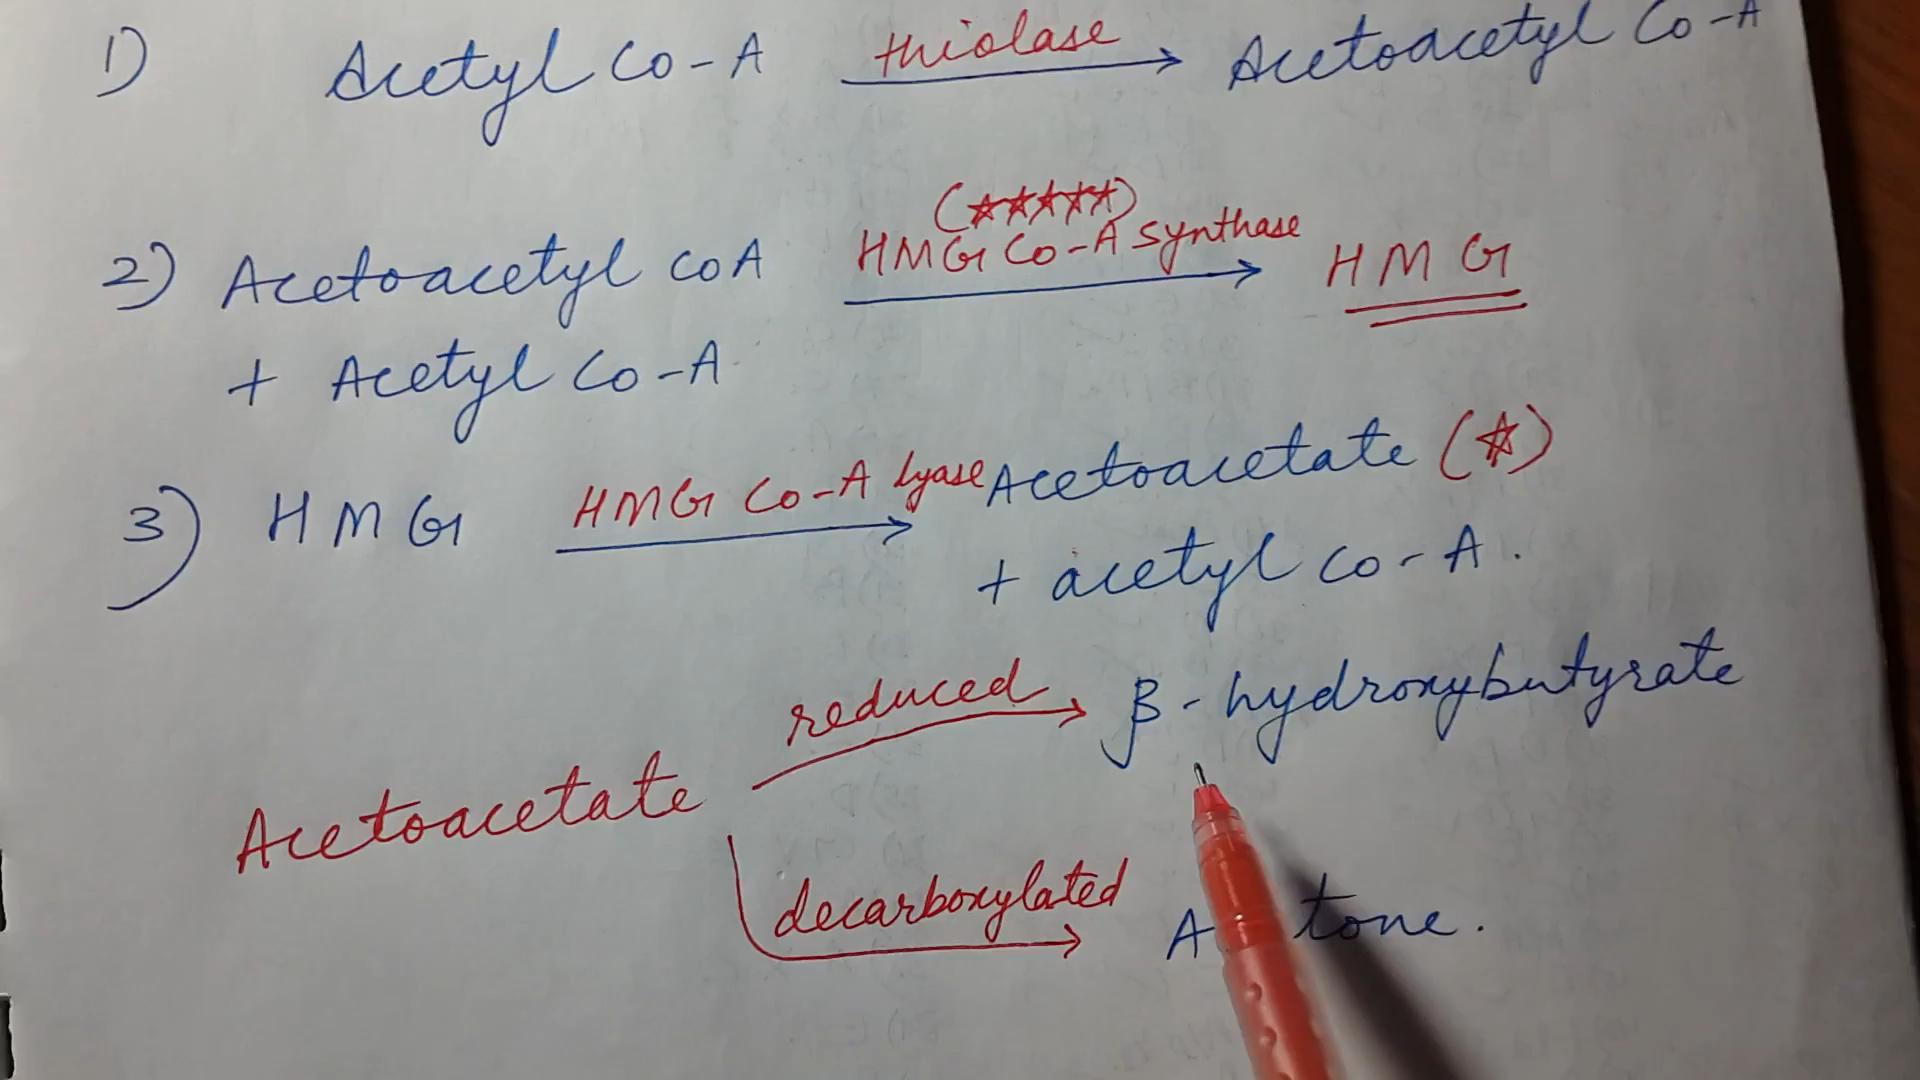 1) Acetyl Co-A thiolase Acetoacetyl Co-A
(☆☆☆☆☆)
2) Acetoacetyl CoA HMG Co-A synthase HMG
+ Acetyl Co-A
3) HMG HMG Co-A lyase Acetoacetate (☆)
+ acetyl Co-A.
reduced β-hydroxybutyrate
Acetoacetate
decarboxylated A tone.